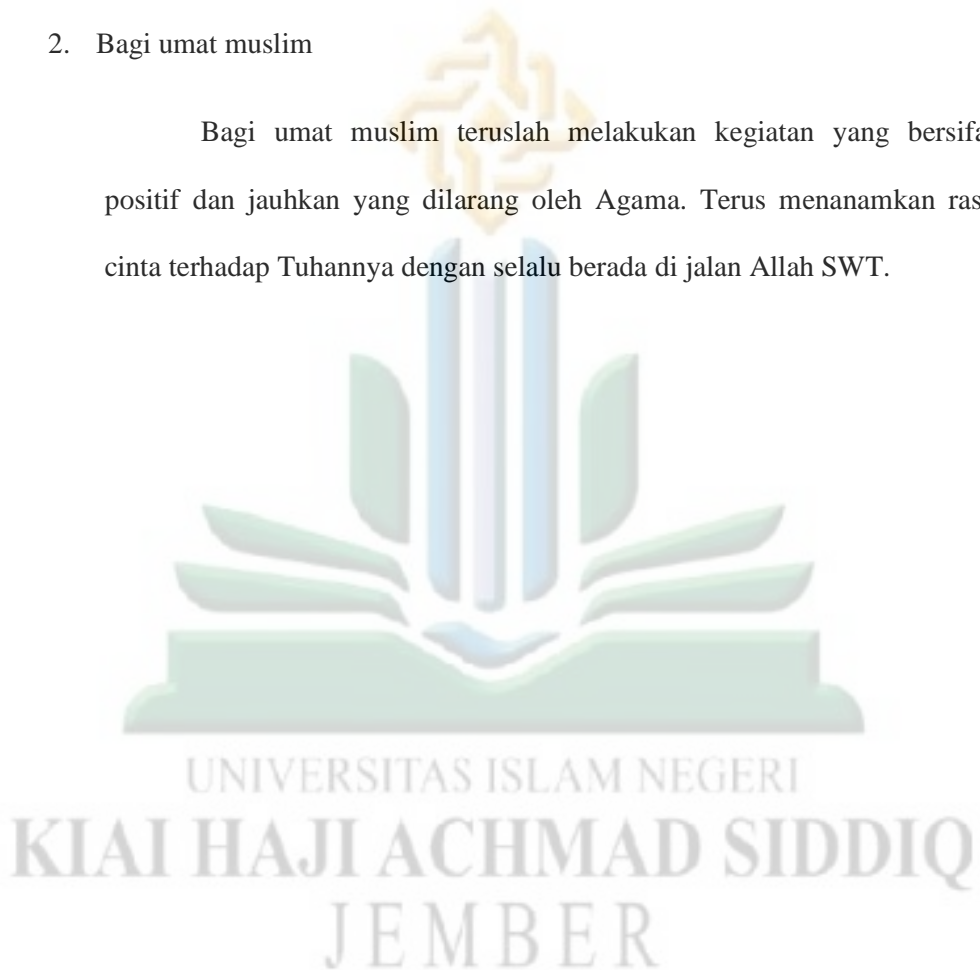 2. Bagi umat muslim
Bagi umat muslim teruslah melakukan kegiatan yang bersifa
positif dan jauhkan yang dilarang oleh Agama. Terus menanamkan ras
cinta terhadap Tuhannya dengan selalu berada di jalan Allah SWT.
UNIVERSITAS ISLAM NEGERI
KIAI HAJI ACHMAD SIDDIQ
JEMBER